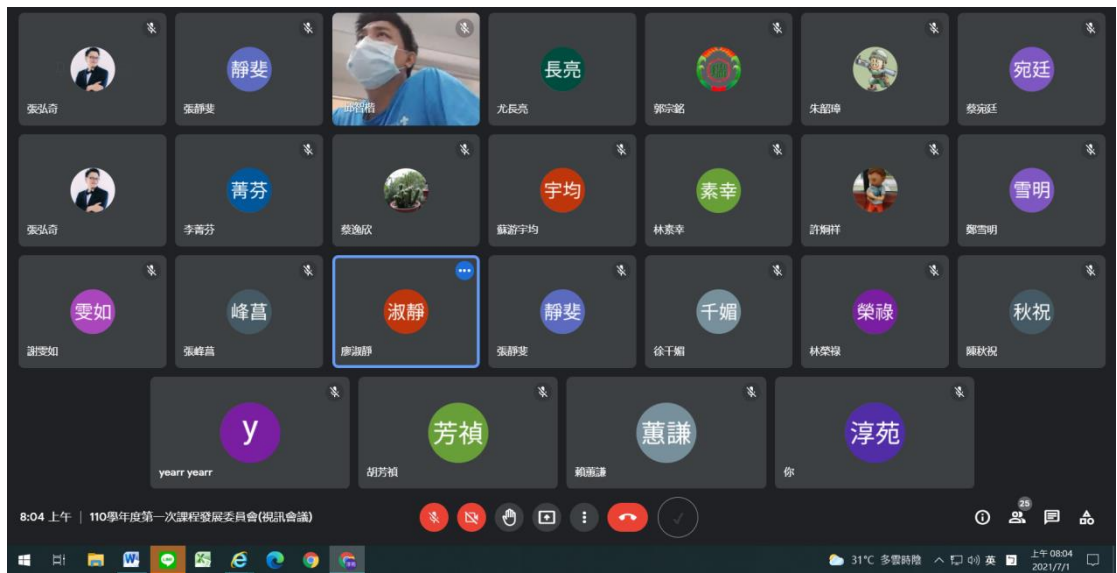 張弘奇
靜斐
張靜斐
邱智楷
長亮
尤長亮
郭宗銘
朱韶暲
宛廷
蔡宛廷
張弘奇
菁芬
李菁芬
蔡逸欣
宇均
蘇游宇均
素幸
林素幸
許炯祥
雪明
鄭雪明
雯如
謝雯如
峰菖
張峰菖
淑靜
廖淑靜
靜斐
張靜斐
千媚
徐千媚
榮祿
林榮祿
秋祝
陳秋祝
y
yearr yearr
芳禎
胡芳禎
蕙謙
賴蕙謙
淳苑
你
8:04 上午 | 110學年度第一次課程發展委員會(視訊會議)
25
31°C 多雲時陰
英
上午 08:04
2021/7/1